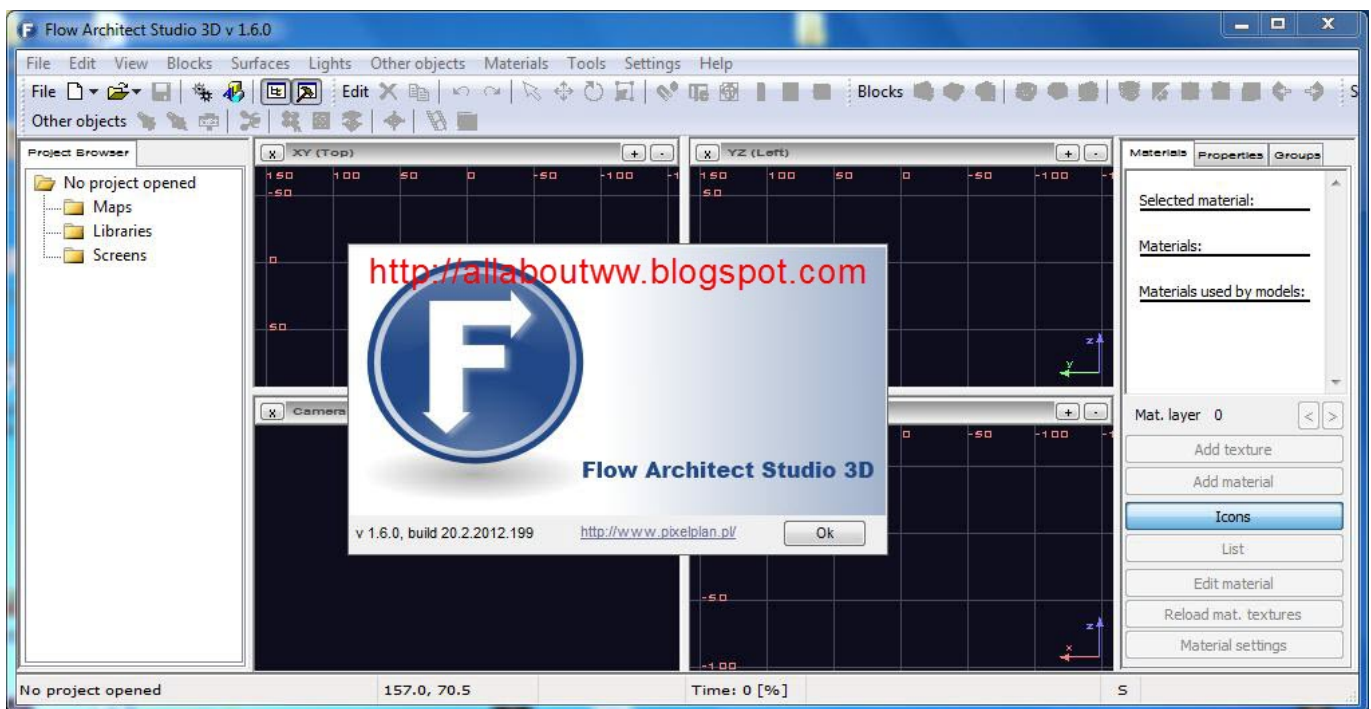 Flow Architect Studio 3D v 1.6.0
File Edit View Blocks Surfaces Lights Other objects Materials Tools Settings Help
File Edit Blocks S
Other objects
Project Browser
No project opened
Maps
Libraries
Screens
x XY (Top) + -
150 100 50 0 -50 -100 -1
-50
0
50
x YZ (Left) + -
150 100 50 0 -50 -100 -1
50
z
y
x Camera
+ -
0 -50 -100 -1
-50
-100
z
x
http://allaboutww.blogspot.com
F
Flow Architect Studio 3D
v 1.6.0, build 20.2.2012.199 http://www.pixelplan.pl/ Ok
Materials Properties Groups
Selected material:
Materials:
Materials used by models:
Mat. layer 0 < >
Add texture
Add material
Icons
List
Edit material
Reload mat. textures
Material settings
No project opened 157.0, 70.5 Time: 0 [%] S